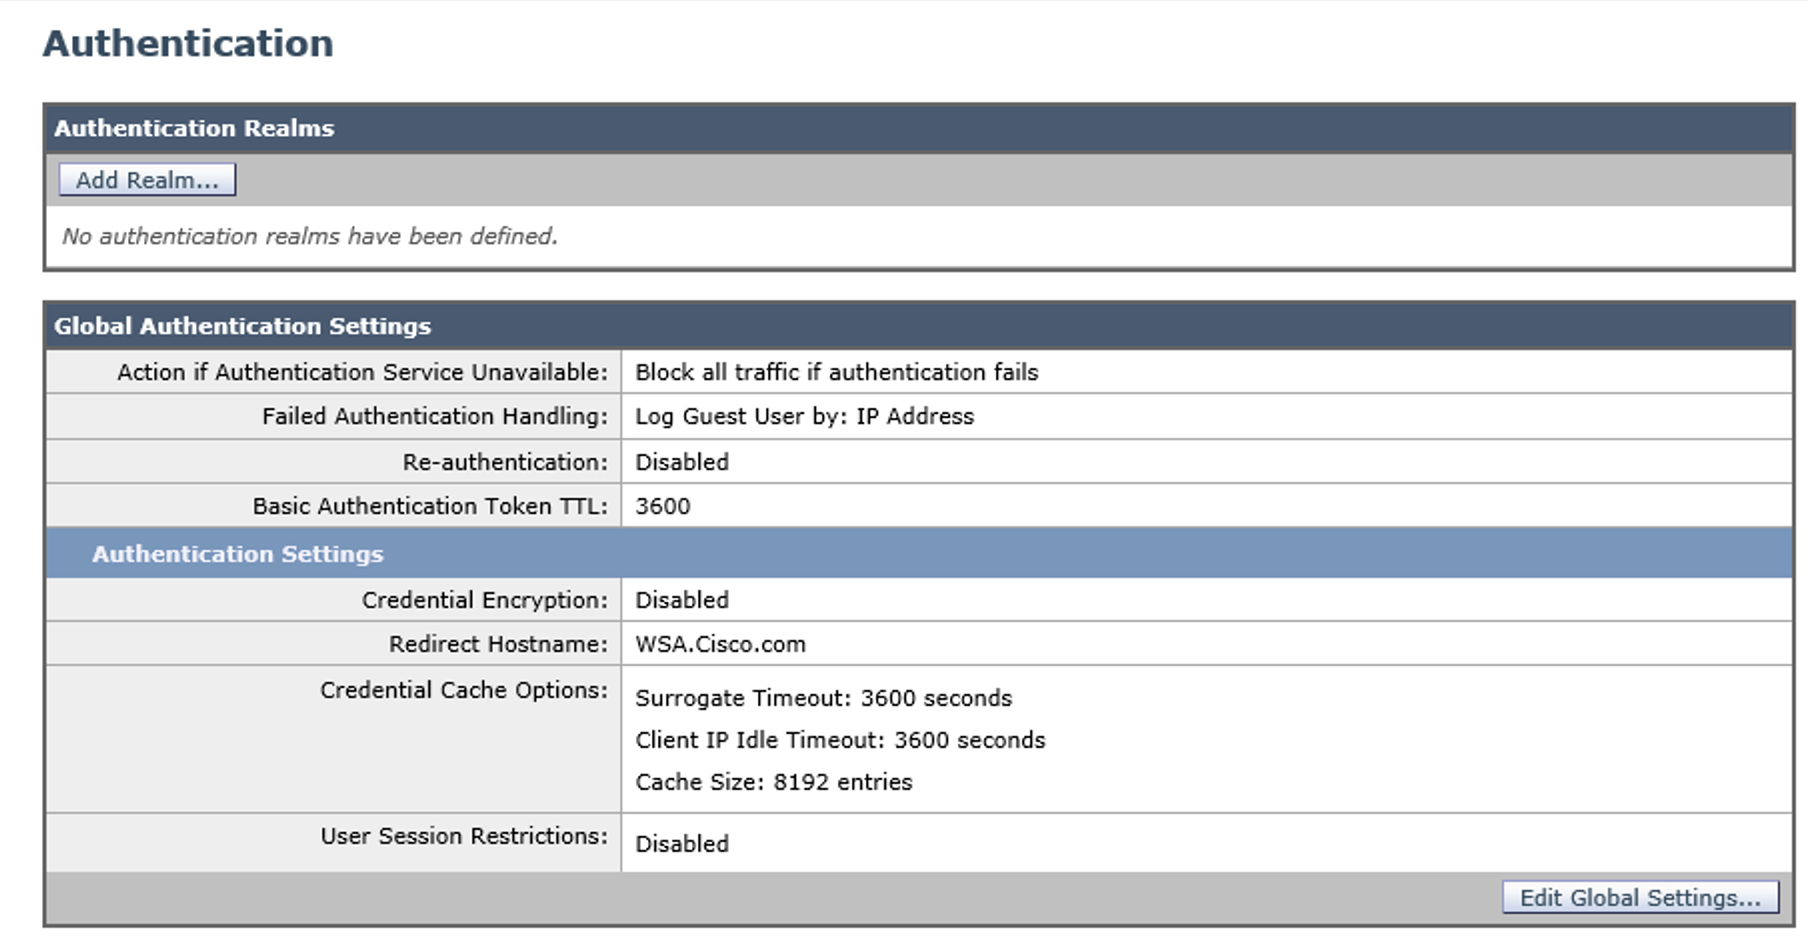 Authentication
Authentication Realms
Add Realm...
No authentication realms have been defined.
Global Authentication Settings
Action if Authentication Service Unavailable: Block all traffic if authentication fails
Failed Authentication Handling: Log Guest User by: IP Address
Re-authentication: Disabled
Basic Authentication Token TTL: 3600
Authentication Settings
Credential Encryption: Disabled
Redirect Hostname: WSA.Cisco.com
Credential Cache Options: Surrogate Timeout: 3600 seconds
Client IP Idle Timeout: 3600 seconds
Cache Size: 8192 entries
User Session Restrictions: Disabled
Edit Global Settings...